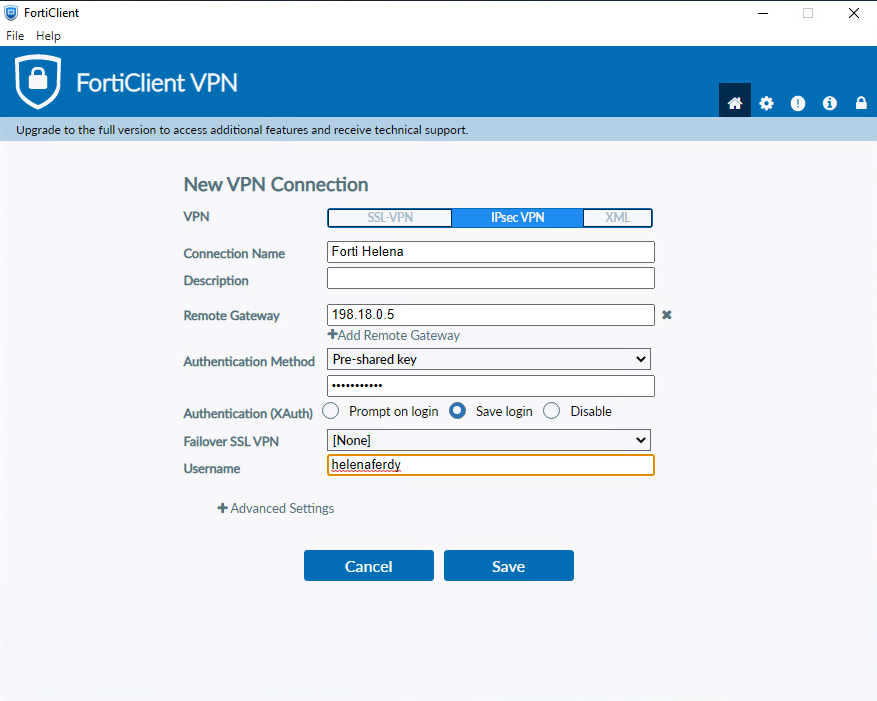 FortiClient
File Help
FortiClient VPN
Upgrade to the full version to access additional features and receive technical support.
New VPN Connection
VPN SSL-VPN IPsec VPN XML
Connection Name Forti Helena
Description
Remote Gateway 198.18.0.5
+Add Remote Gateway
Authentication Method Pre-shared key
•••••••••••
Authentication (XAuth) Prompt on login Save login Disable
Failover SSL VPN [None]
Username helenaferdy
+ Advanced Settings
Cancel Save